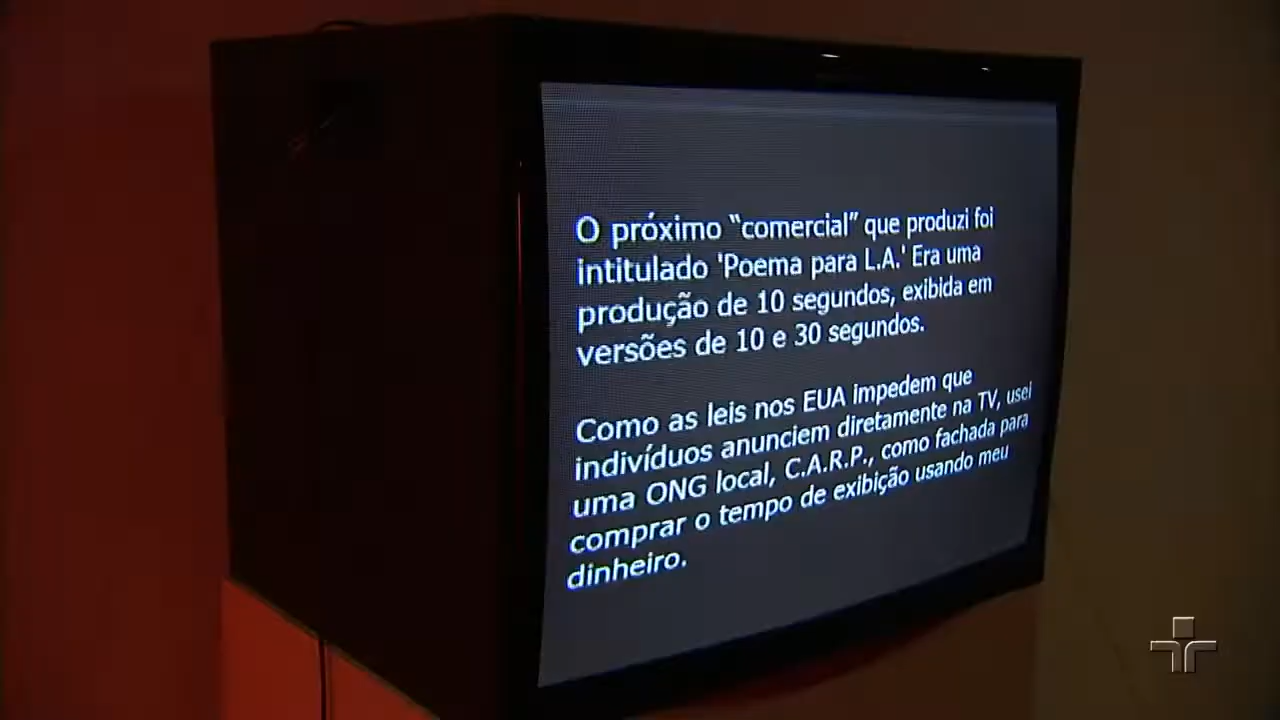 O próximo “comercial” que produzi foi
intitulado 'Poema para L.A.' Era uma
produção de 10 segundos, exibida em
versões de 10 e 30 segundos.
Como as leis nos EUA impedem que
indivíduos anunciem diretamente na TV, usei
uma ONG local, C.A.R.P., como fachada para
comprar o tempo de exibição usando meu
dinheiro.